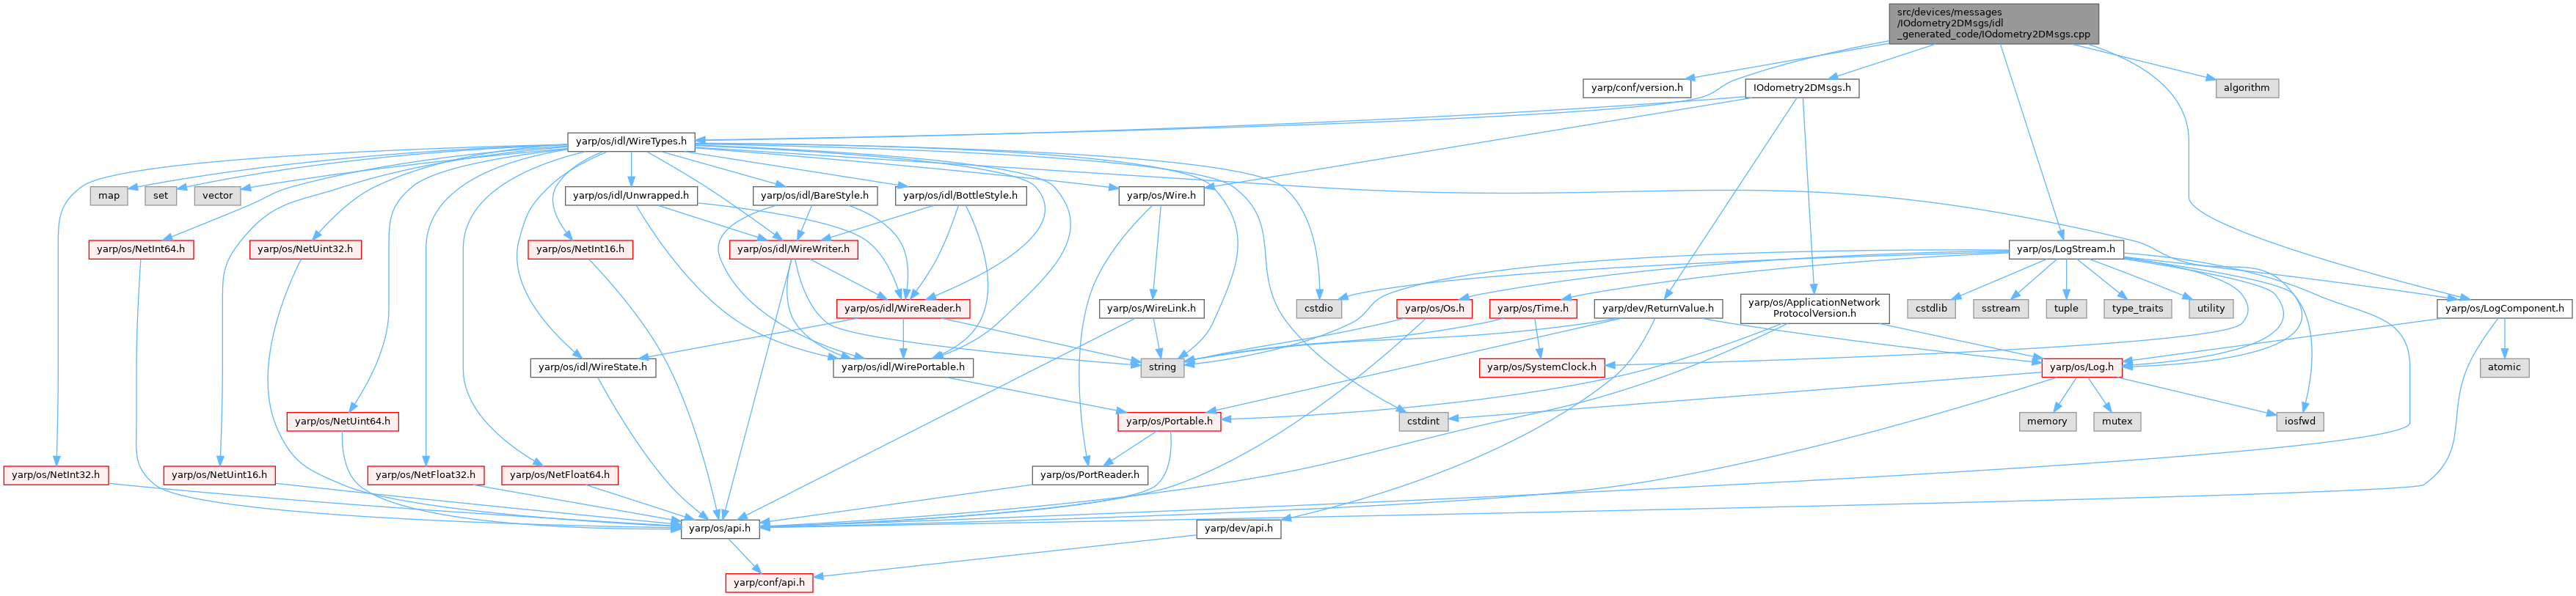 src/devices/messages
/IOdometry2DMsgs/idl
_generated_code/IOdometry2DMsgs.cpp
yarp/conf/version.h
IOdometry2DMsgs.h
algorithm
yarp/os/idl/WireTypes.h
map
set
vector
yarp/os/idl/Unwrapped.h
yarp/os/idl/BareStyle.h
yarp/os/idl/BottleStyle.h
yarp/os/Wire.h
yarp/os/NetInt64.h
yarp/os/NetUint32.h
yarp/os/NetInt16.h
yarp/os/idl/WireWriter.h
yarp/os/LogStream.h
yarp/os/idl/WireReader.h
yarp/os/WireLink.h
cstdio
yarp/os/Os.h
yarp/os/Time.h
yarp/dev/ReturnValue.h
yarp/os/ApplicationNetwork
ProtocolVersion.h
cstdlib
sstream
tuple
type_traits
utility
yarp/os/LogComponent.h
yarp/os/idl/WireState.h
yarp/os/idl/WirePortable.h
string
yarp/os/SystemClock.h
yarp/os/Log.h
atomic
yarp/os/NetUint64.h
yarp/os/Portable.h
cstdint
memory
mutex
iosfwd
yarp/os/NetInt32.h
yarp/os/NetUint16.h
yarp/os/NetFloat32.h
yarp/os/NetFloat64.h
yarp/os/PortReader.h
yarp/os/api.h
yarp/dev/api.h
yarp/conf/api.h